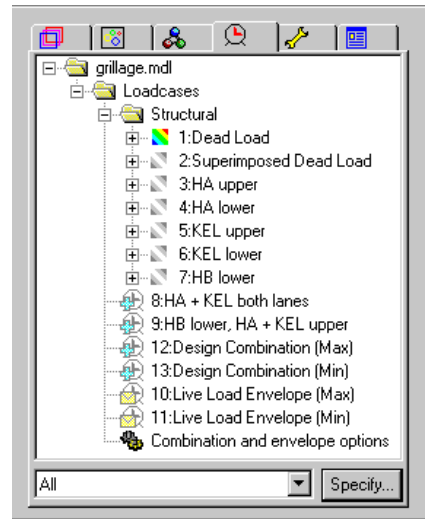 grillage.mdl
Loadcases
Structural
1:Dead Load
2:Superimposed Dead Load
3:HA upper
4:HA lower
5:KEL upper
6:KEL lower
7:HB lower
8:HA + KEL both lanes
9:HB lower, HA + KEL upper
12:Design Combination (Max)
13:Design Combination (Min)
10:Live Load Envelope (Max)
11:Live Load Envelope (Min)
Combination and envelope options
All Specify...